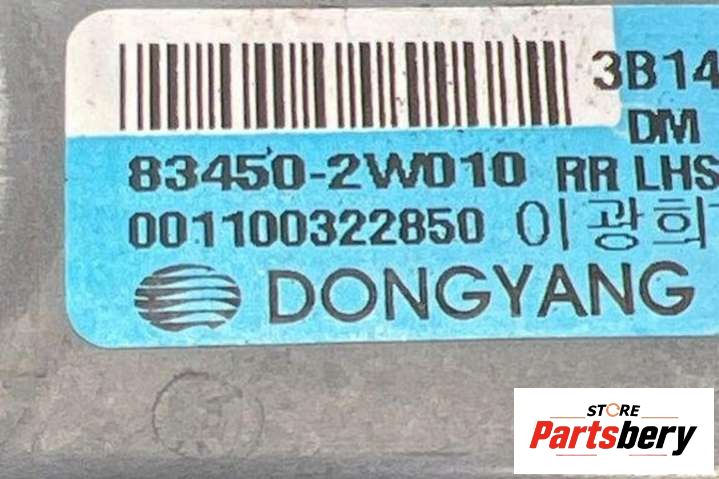 3B14
DM
83450-2W010 RR LHS
001100322850 이광희
DONGYANG
STORE
Partsbery